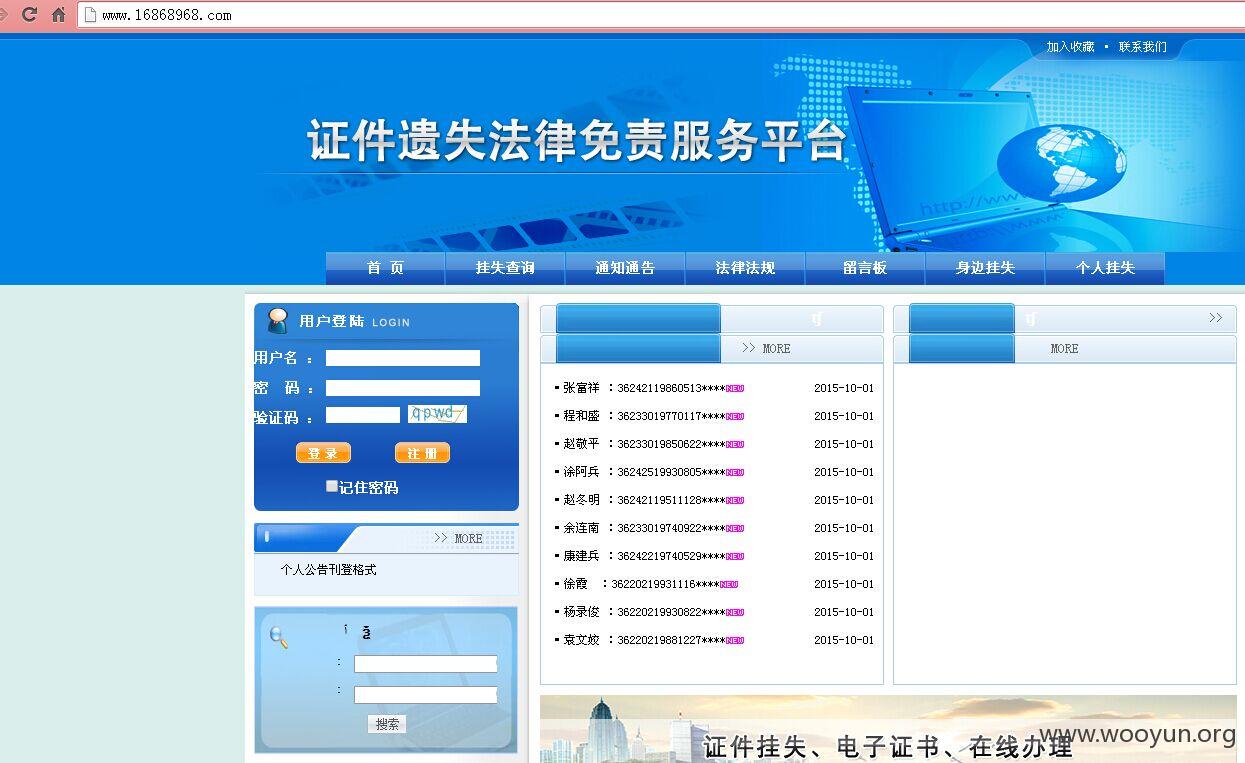 www.16868968.com
加入收藏 • 联系我们
证件遗失法律免责服务平台
http://www
首 页 挂失查询 通知通告 法律法规 留言板 身边挂失 个人挂失
用户登陆 LOGIN
用户名 ：
密 码 ：
验证码 ：
qpwd
登 录 注 册
记住密码
>> MORE
个人公告刊登格式
:
:
搜索
>> MORE
张富祥 ：36242119860513****NEW 2015-10-01
程和盛 ：36233019770117****NEW 2015-10-01
赵敬平 ：36233019850622****NEW 2015-10-01
涂阿兵 ：36242519930805****NEW 2015-10-01
赵冬明 ：36242119511128****NEW 2015-10-01
余连南 ：36233019740922****NEW 2015-10-01
康建兵 ：36242219740529****NEW 2015-10-01
徐霞 ：36220219931116****NEW 2015-10-01
杨录俊 ：36220219930822****NEW 2015-10-01
袁文姣 ：36220219881227****NEW 2015-10-01
>>
MORE
证件挂失、电子证书、在线办理
www.wooyun.org